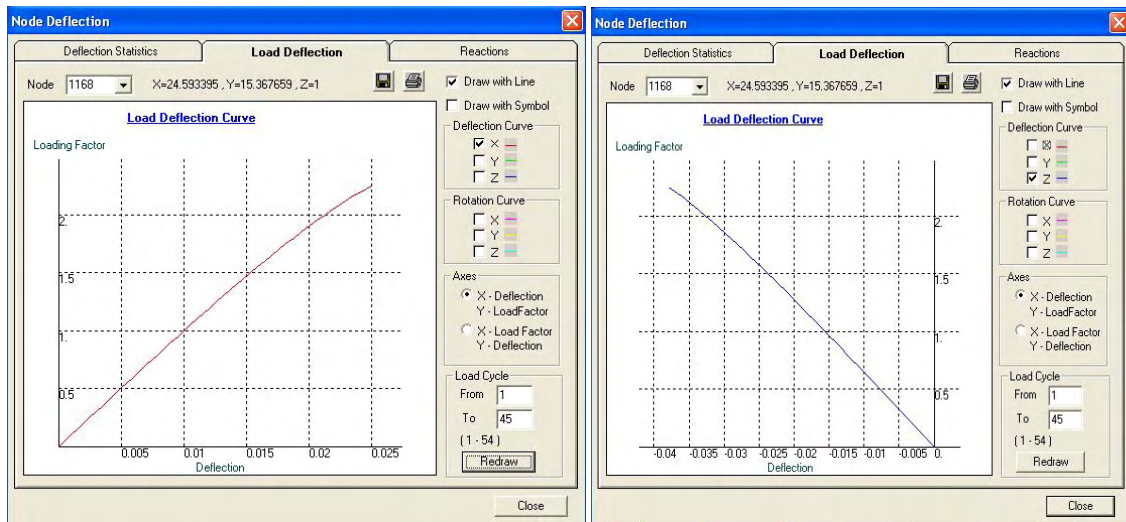 Node Deflection
Deflection Statistics
Load Deflection
Reactions
Node 1168 X=24.593395 , Y=15.367659 , Z=1
Draw with Line
Draw with Symbol
Load Deflection Curve
Loading Factor
2.
1.5
1.
0.5
0.005 0.01 0.015 0.02 0.025
Deflection
Deflection Curve
X
Y
Z
Rotation Curve
X
Y
Z
Axes
X - Deflection
Y - LoadFactor
X - Load Factor
Y - Deflection
Load Cycle
From 1
To 45
( 1 - 54 )
Redraw
Close
Node Deflection
Deflection Statistics
Load Deflection
Reactions
Node 1168 X=24.593395 , Y=15.367659 , Z=1
Draw with Line
Draw with Symbol
Load Deflection Curve
Loading Factor
2.
1.5
1.
0.5
-0.04 -0.035 -0.03 -0.025 -0.02 -0.015 -0.01 -0.005 0.
Deflection
Deflection Curve
X
Y
Z
Rotation Curve
X
Y
Z
Axes
X - Deflection
Y - LoadFactor
X - Load Factor
Y - Deflection
Load Cycle
From 1
To 45
( 1 - 54 )
Redraw
Close